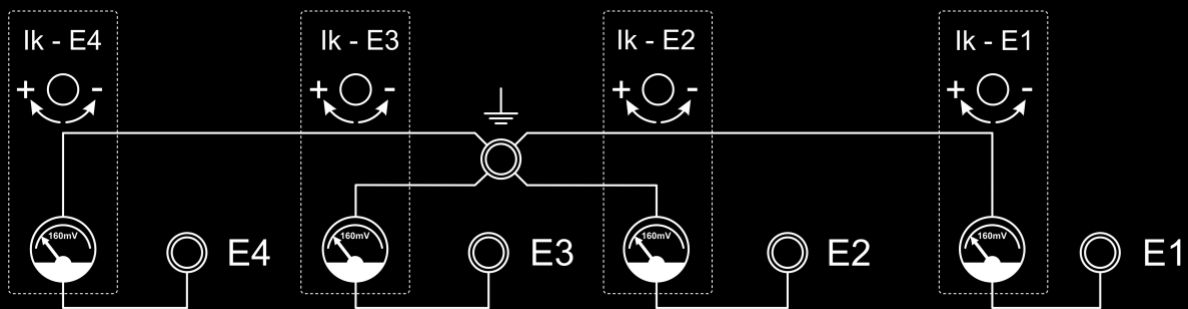 Ik - E4
Ik - E3
Ik - E2
Ik - E1
+ -
+ -
+ -
+ -
160mV
160mV
160mV
160mV
E4
E3
E2
E1